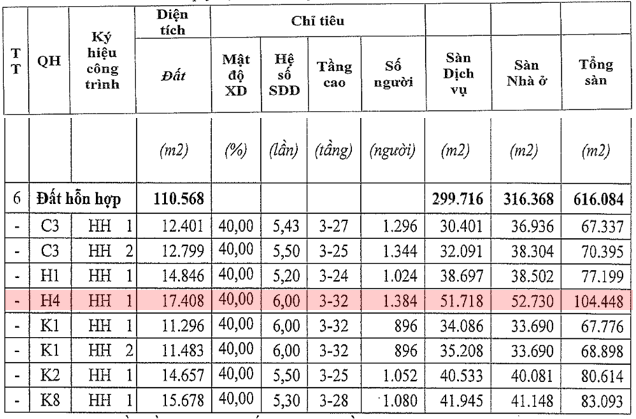 T T QH Ký hiệu công trình Diện tích Chĩ tiêu Sàn Dịch vụ Sàn Nhà ở Tổng sàn
Đất Mật độ XD Hệ số SDD Tầng cao Số người
(m2) (%) (lần) (tầng) (người) (m2) (m2) (m2)
6 Đất hỗn hợp 110.568 299.716 316.368 616.084
- C3 HH 1 12.401 40,00 5,43 3-27 1.296 30.401 36.936 67.337
- C3 HH 2 12.799 40,00 5,50 3-25 1.344 32.091 38.304 70.395
- H1 HH 1 14.846 40,00 5,20 3-24 1.024 38.697 38.502 77.199
- H4 HH 1 17.408 40,00 6,00 3-32 1.384 51.718 52.730 104.448
- K1 HH 1 11.296 40,00 6,00 3-32 896 34.086 33.690 67.776
- K1 HH 2 11.483 40,00 6,00 3-32 896 35.208 33.690 68.898
- K2 HH 1 14.657 40,00 5,50 3-25 1.052 40.533 40.081 80.614
- K8 HH 1 15.678 40,00 5,30 3-28 1.080 41.945 41.148 83.093